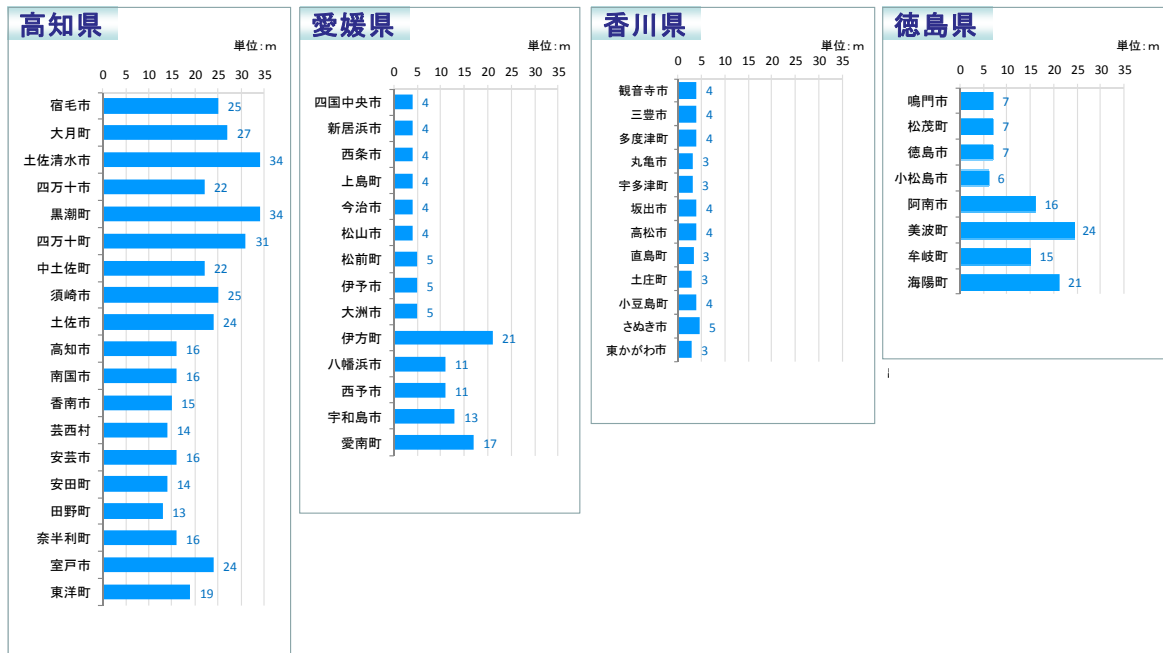 高知県
単位：m
0 5 10 15 20 25 30 35
宿毛市 25
大月町 27
土佐清水市 34
四万十市 22
黒潮町 34
四万十町 31
中土佐町 22
須崎市 25
土佐市 24
高知市 16
南国市 16
香南市 15
芸西村 14
安芸市 16
安田町 14
田野町 13
奈半利町 16
室戸市 24
東洋町 19
愛媛県
単位：m
0 5 10 15 20 25 30 35
四国中央市 4
新居浜市 4
西条市 4
上島町 4
今治市 4
松山市 4
松前町 5
伊予市 5
大洲市 5
伊方町 21
八幡浜市 11
西予市 11
宇和島市 13
愛南町 17
香川県
単位：m
0 5 10 15 20 25 30 35
観音寺市 4
三豊市 4
多度津町 4
丸亀市 3
宇多津町 3
坂出市 4
高松市 4
直島町 3
土庄町 3
小豆島町 4
さぬき市 5
東かがわ市 3
徳島県
単位：m
0 5 10 15 20 25 30 35
鳴門市 7
松茂町 7
徳島市 7
小松島市 6
阿南市 16
美波町 24
牟岐町 15
海陽町 21